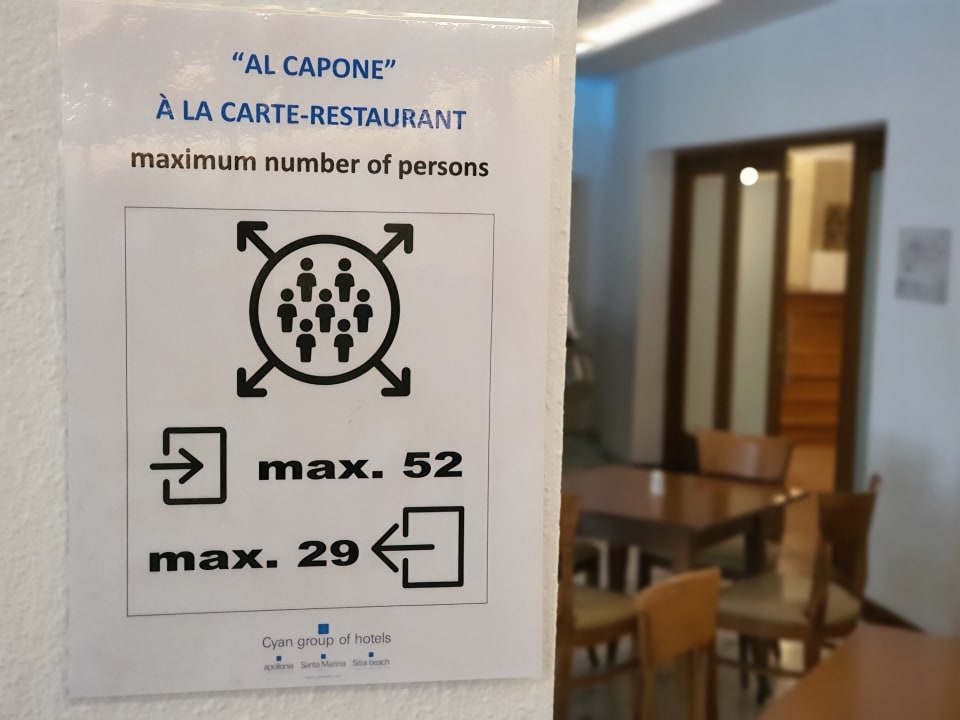 “AL CAPONE”
À LA CARTE-RESTAURANT
maximum number of persons
max. 52
max. 29
Cyan group of hotels
apollonia Santa Marina Sitia beach